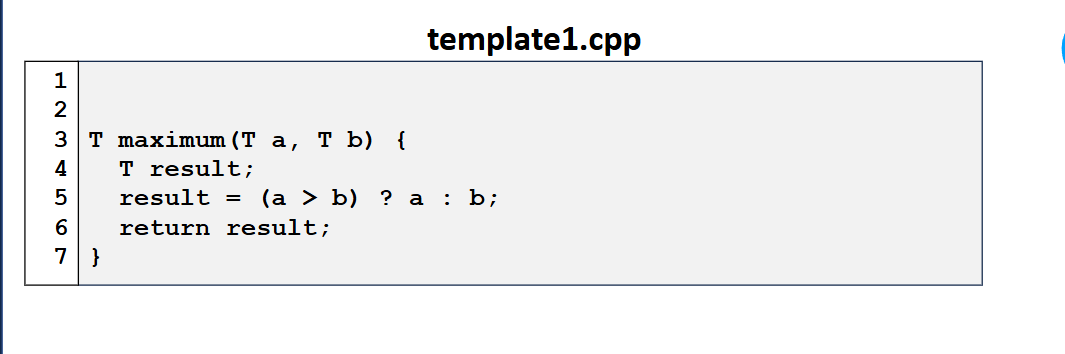 template1.cpp
1
2
3 T maximum(T a, T b) {
4   T result;
5   result = (a > b) ? a : b;
6   return result;
7 }